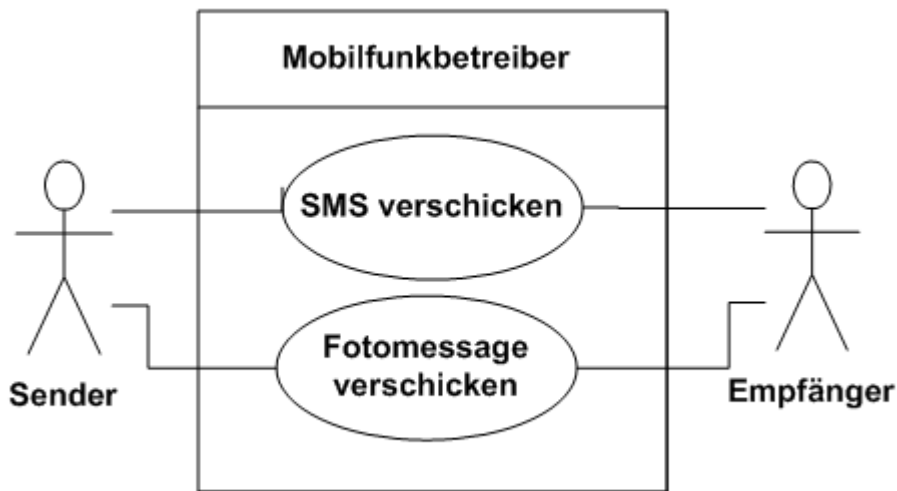 Mobilfunkbetreiber
SMS verschicken
Fotomessage
verschicken
Sender
Empfänger